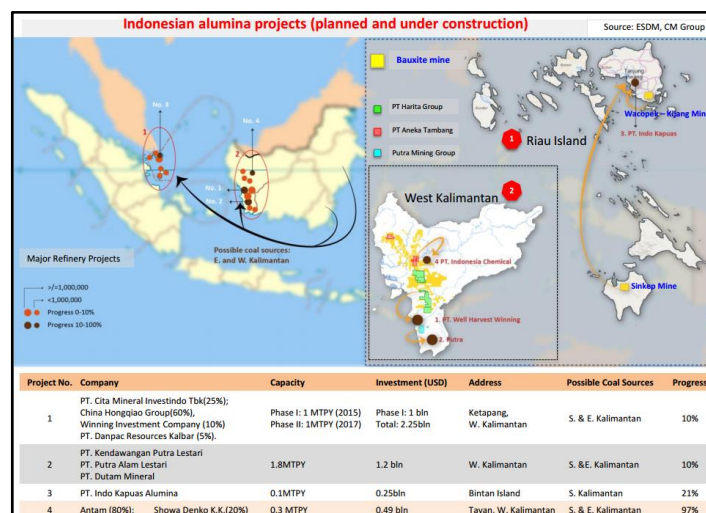 Indonesian alumina projects (planned and under construction)
Source: ESDM, CM Group
No. 3
1
No. 4
2
No. 1
No. 2
Possible coal sources:
E. and W. Kalimantan
Major Refinery Projects
>/=1,000,000
<1,000,000
Progress 0-10%
Progress 10-100%
Bauxite mine
PT Harita Group
PT Aneka Tambang
Putra Mining Group
1
Riau Island
Wacopek – Kijang Min
3. PT. Indo Kapuas
Sinkep Mine
West Kalimantan
2
4 PT. Indonesia Chemical
1. PT. Well Harvest Winning
2. Putra
Project No. Company Capacity Investment (USD) Address Possible Coal Sources Progres
1
PT. Cita Mineral Investindo Tbk(25%);
China Hongqiao Group(60%),
Winning Investment Company (10%)
PT. Danpac Resources Kalbar (5%).
Phase I: 1 MTPY (2015)
Phase II: 1MTPY (2017)
Phase I: 1 bln
Total: 2.25bln
Ketapang,
W. Kalimantan
S. & E. Kalimantan
10%
2
PT. Kendawangan Putra Lestari
PT. Putra Alam Lestari
PT. Dutam Mineral
1.8MTPY
1.2 bln
W. Kalimantan
S. &E. Kalimantan
10%
3 PT. Indo Kapuas Alumina 0.1MTPY 0.25bln Bintan Island S. Kalimantan 21%
4 Antam (80%); Showa Denko K.K.(20%) 0.3 MTPY 0.49 bln Tayan, W. Kalimantan S. & E. Kalimantan 97%